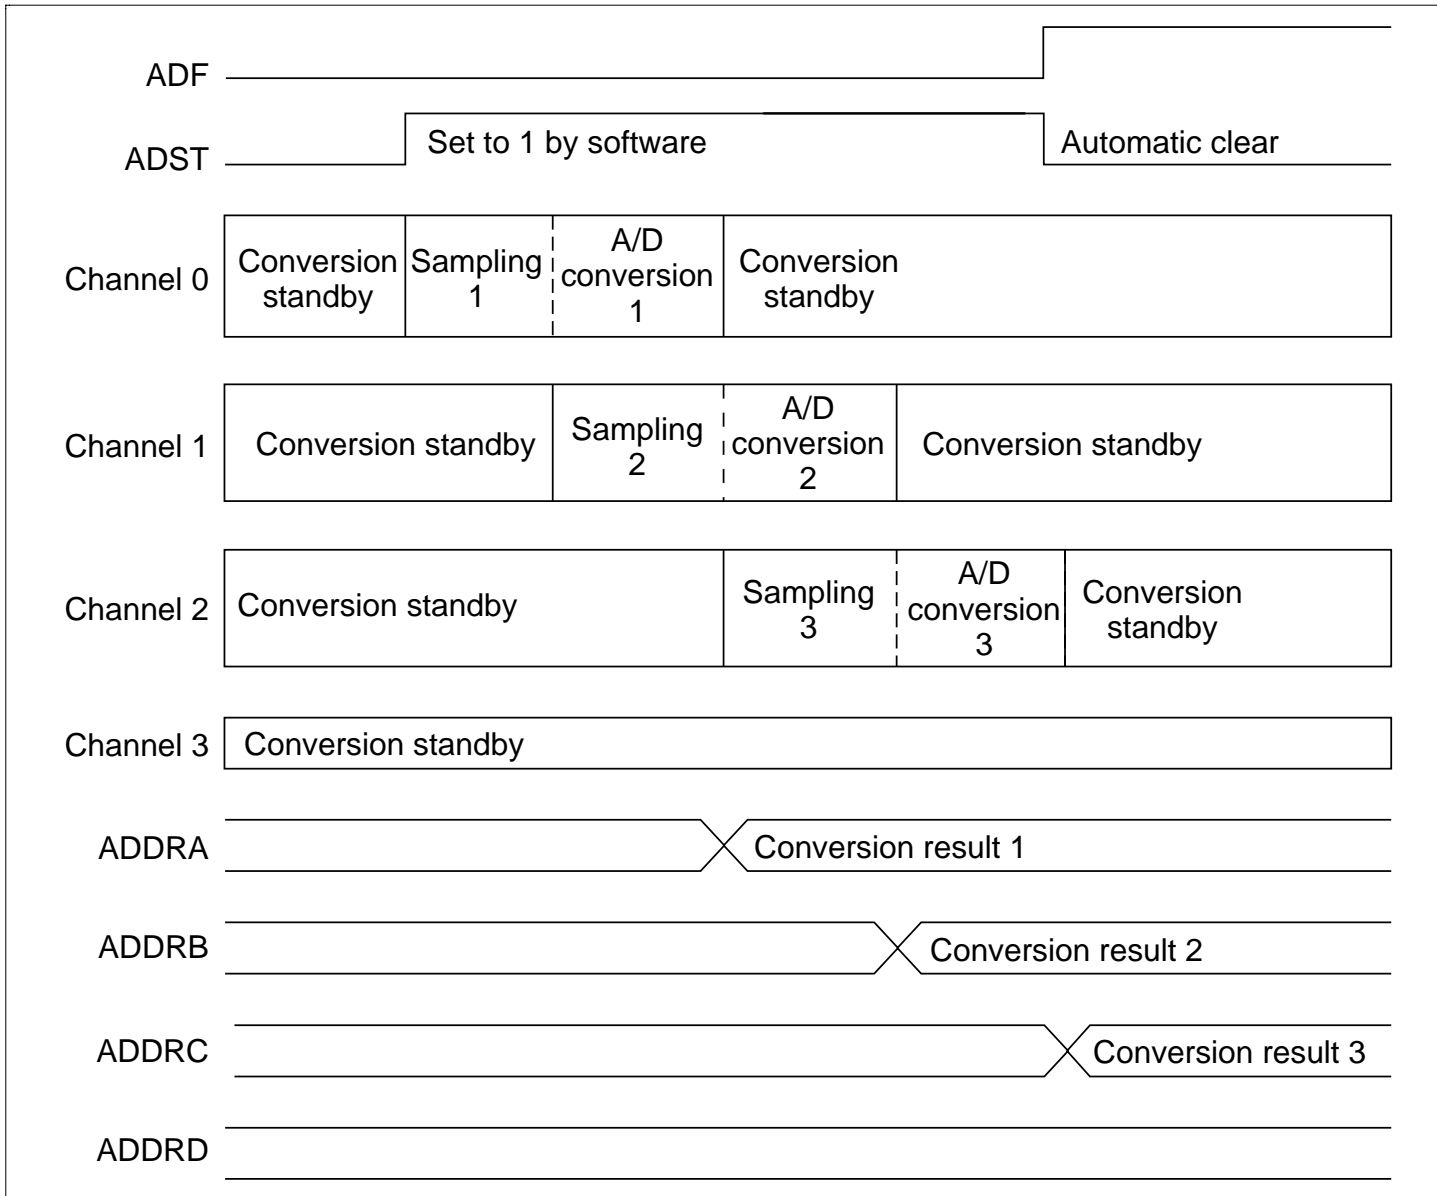 ADF
ADST
Set to 1 by software
Automatic clear
Channel 0
Conversion
standby
Sampling
1
A/D
conversion
1
Conversion
standby
Channel 1
Conversion standby
Sampling
2
A/D
conversion
2
Conversion standby
Channel 2
Conversion standby
Sampling
3
A/D
conversion
3
Conversion
standby
Channel 3
Conversion standby
ADDRA
Conversion result 1
ADDRB
Conversion result 2
ADDRC
Conversion result 3
ADDRD